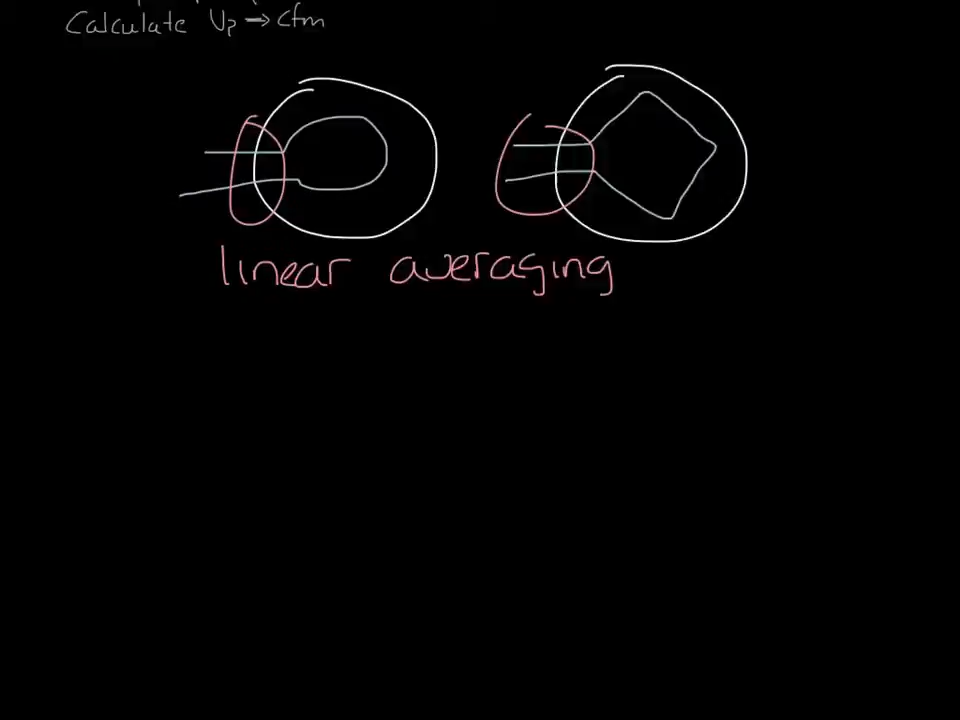 Calculate Vp → cfm
linear averaging